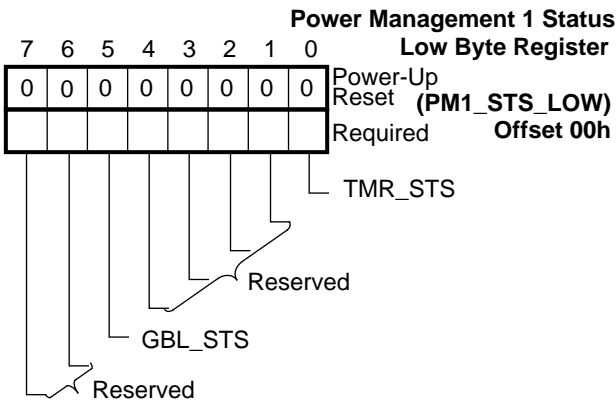 Power Management 1 Status
Low Byte Register
(PM1_STS_LOW)
Offset 00h
7 6 5 4 3 2 1 0
0 0 0 0 0 0 0 0
Power-Up
Reset
Required
TMR_STS
Reserved
GBL_STS
Reserved